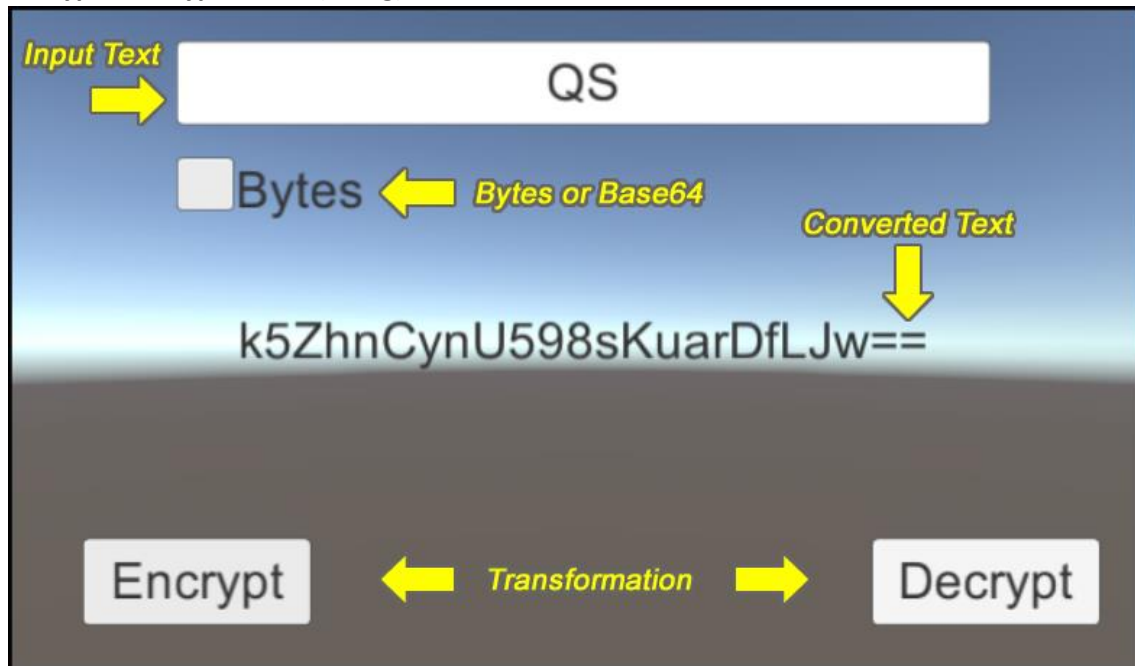 Input Text
QS
Bytes
Bytes or Base64
Converted Text
k5ZhnCynU598sKuarDfLJw==
Encrypt
Transformation
Decrypt